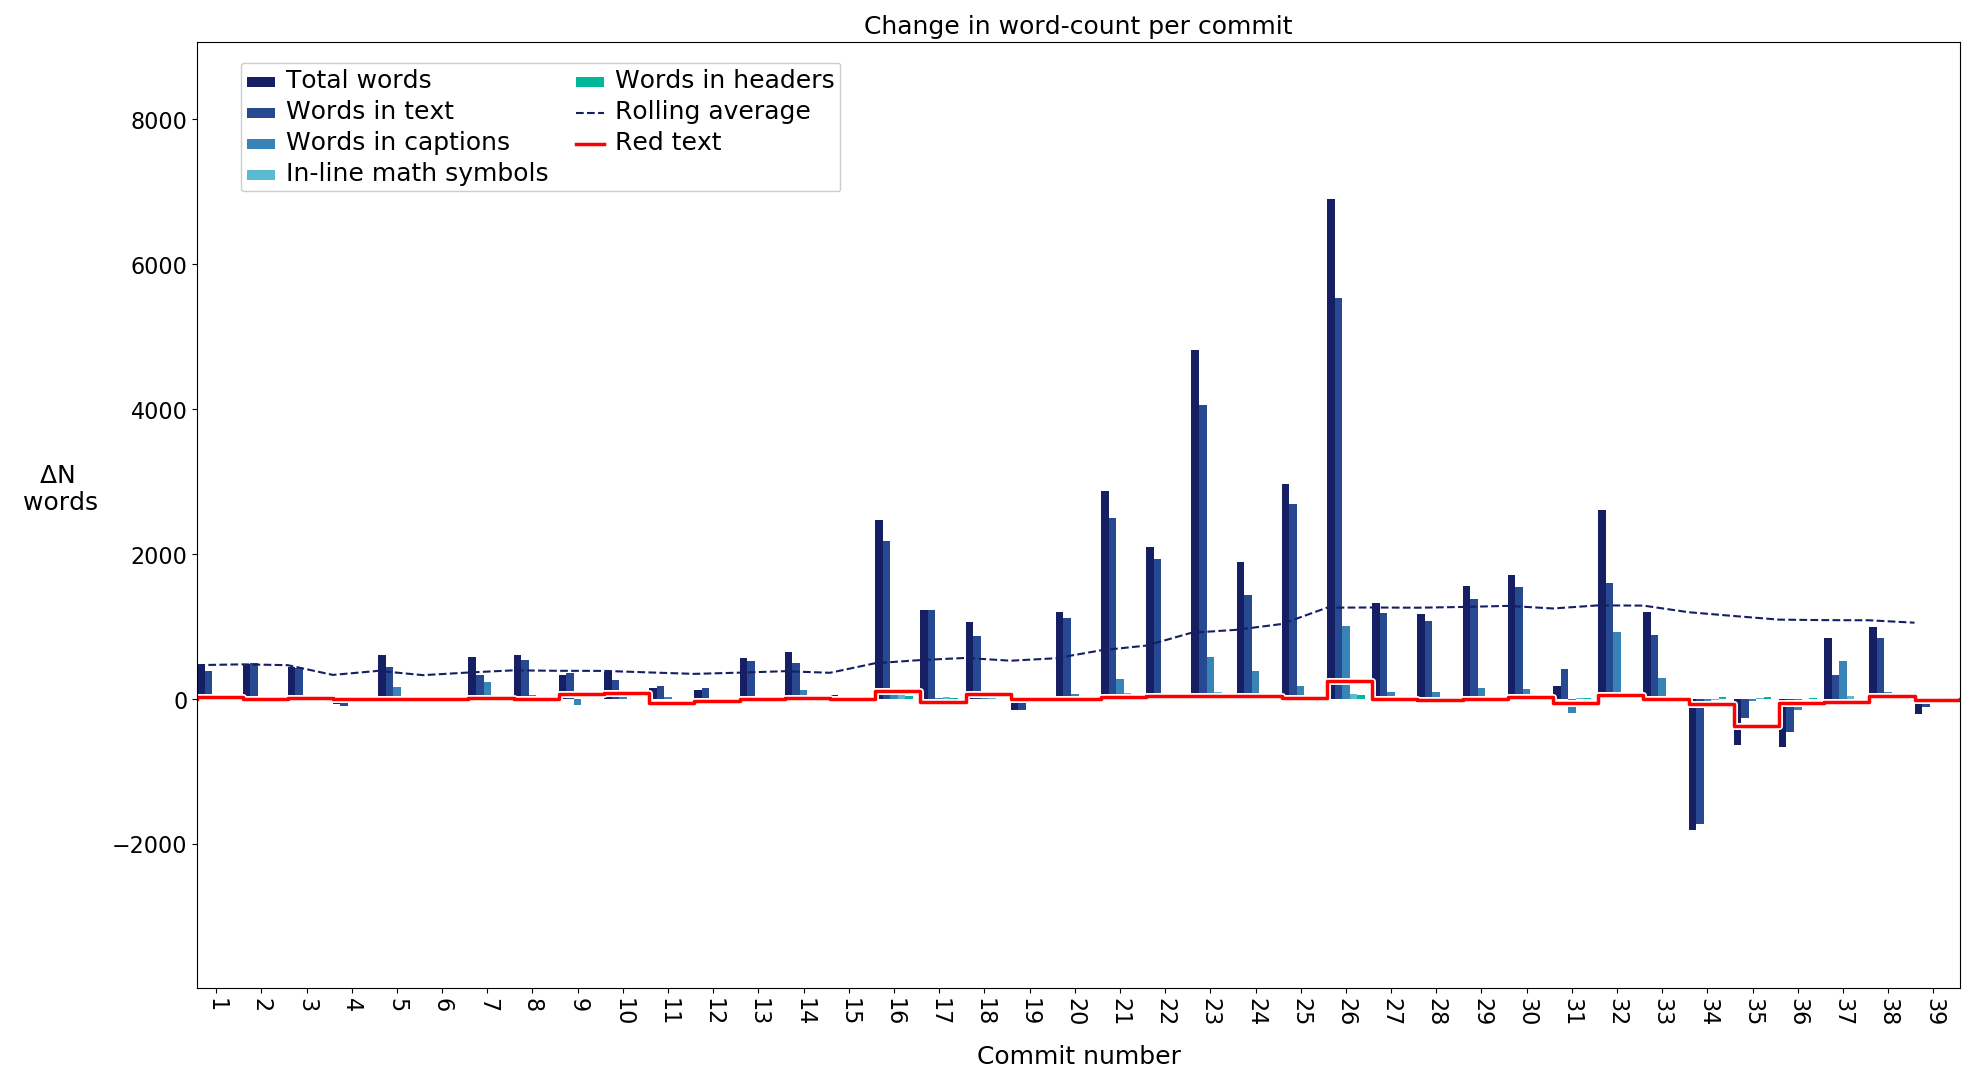 Change in word-count per commit
Total words
Words in text
Words in captions
In-line math symbols
Words in headers
Rolling average
Red text
8000
6000
4000
2000
0
−2000
ΔN
words
1 2 3 4 5 6 7 8 9 10 11 12 13 14 15 16 17 18 19 20 21 22 23 24 25 26 27 28 29 30 31 32 33 34 35 36 37 38 39
Commit number